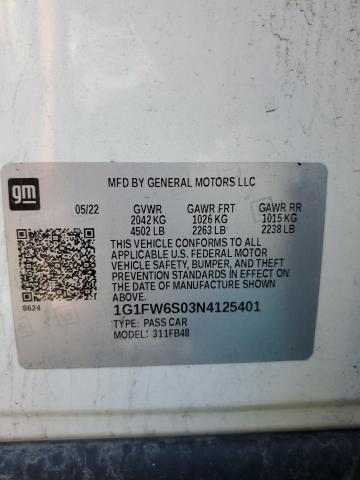 gm
MFD BY GENERAL MOTORS LLC
05/22 GVWR GAWR FRT GAWR RR
2042 KG 1026 KG 1015 KG
4502 LB 2263 LB 2238 LB
THIS VEHICLE CONFORMS TO ALL
APPLICABLE U.S. FEDERAL MOTOR
VEHICLE SAFETY, BUMPER, AND THEFT
PREVENTION STANDARDS IN EFFECT ON
THE DATE OF MANUFACTURE SHOWN
ABOVE.
8624
1G1FW6S03N4125401
TYPE: PASS CAR
MODEL: 311FB48